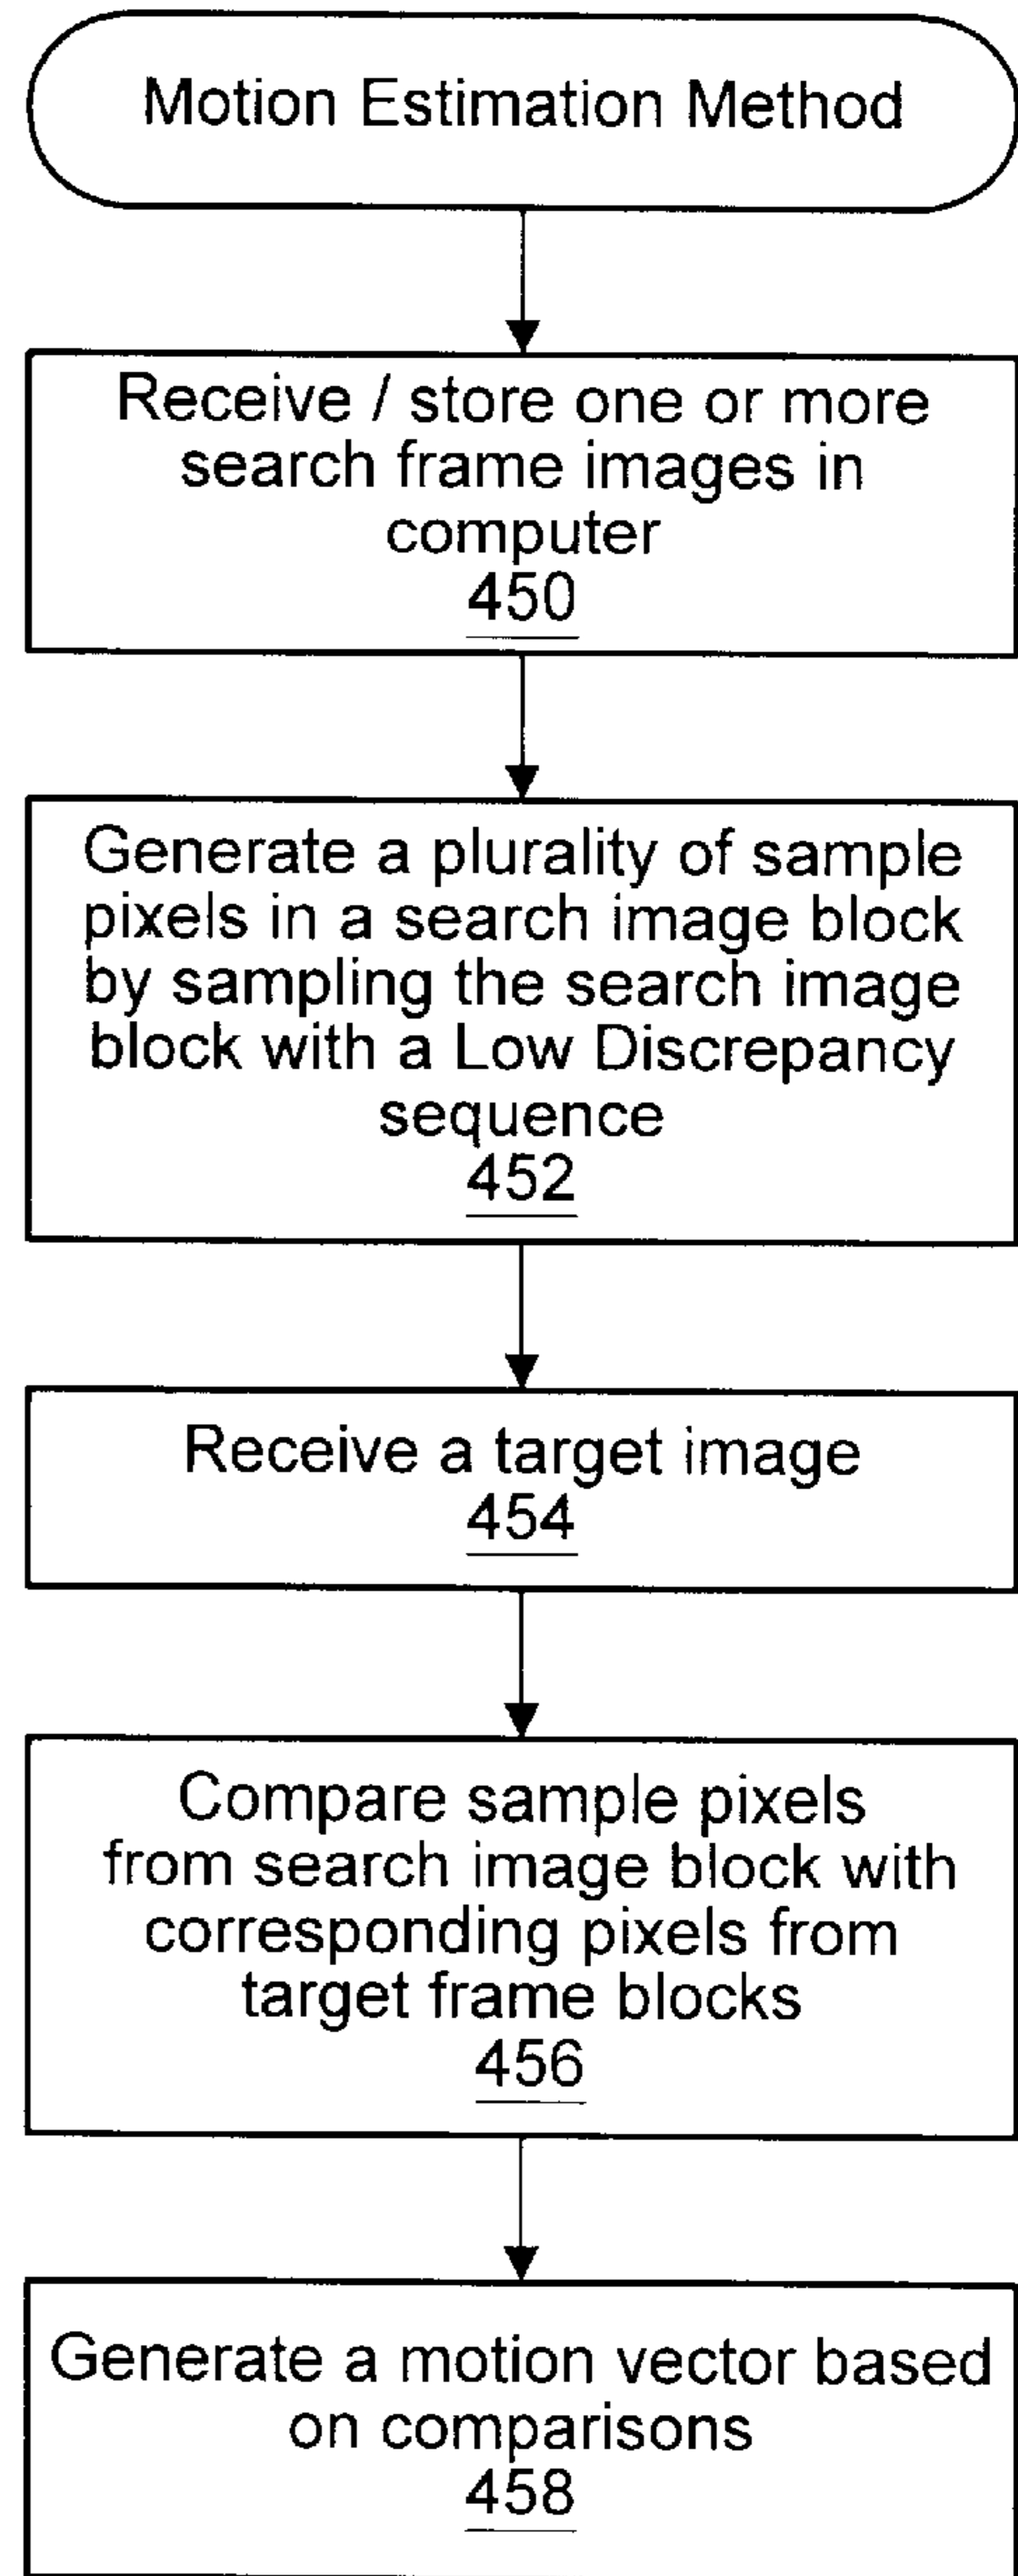 Motion Estimation Method
Receive / store one or more
search frame images in
computer
450
Generate a plurality of sample
pixels in a search image block
by sampling the search image
block with a Low Discrepancy
sequence
452
Receive a target image
454
Compare sample pixels
from search image block with
corresponding pixels from
target frame blocks
456
Generate a motion vector based
on comparisons
458